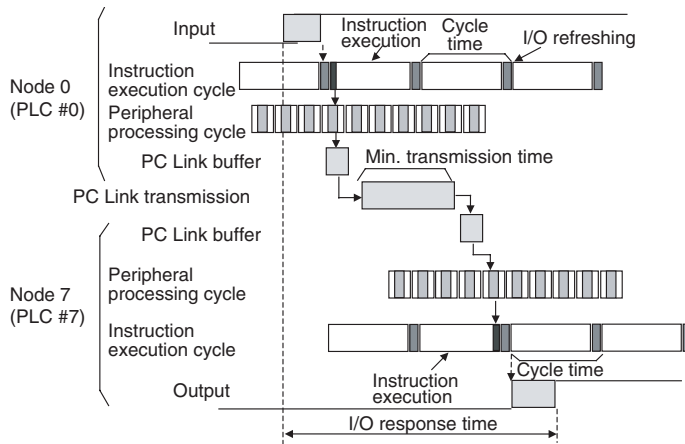 Input
Instruction
execution
Cycle
time
I/O refreshing
Node 0
(PLC #0)
Instruction
execution cycle
Peripheral
processing cycle
PC Link buffer
Min. transmission time
PC Link transmission
PC Link buffer
Node 7
(PLC #7)
Peripheral
processing cycle
Instruction
execution cycle
Cycle time
Instruction
execution
Output
I/O response time